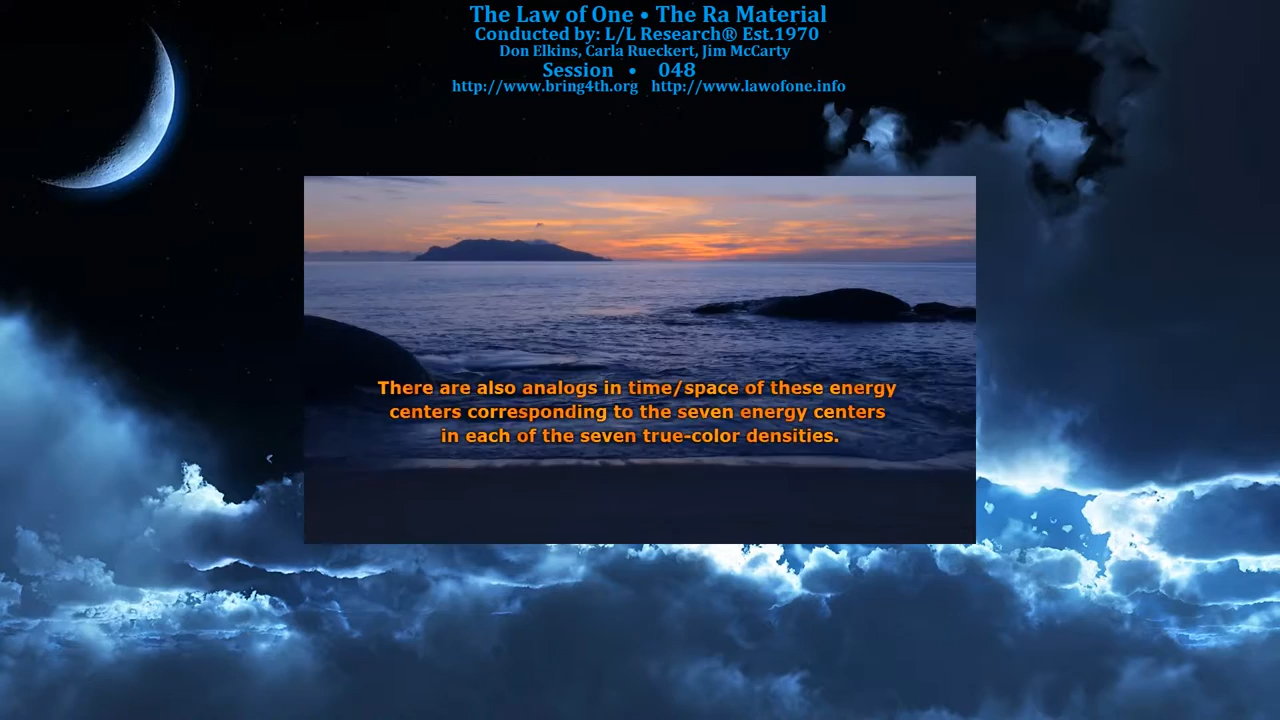 The Law of One • The Ra Material
Conducted by: L/L Research® Est.1970
Don Elkins, Carla Rueckert, Jim McCarty
Session • 048
http://www.bring4th.org http://www.lawofone.info
There are also analogs in time/space of these energy
centers corresponding to the seven energy centers
in each of the seven true-color densities.